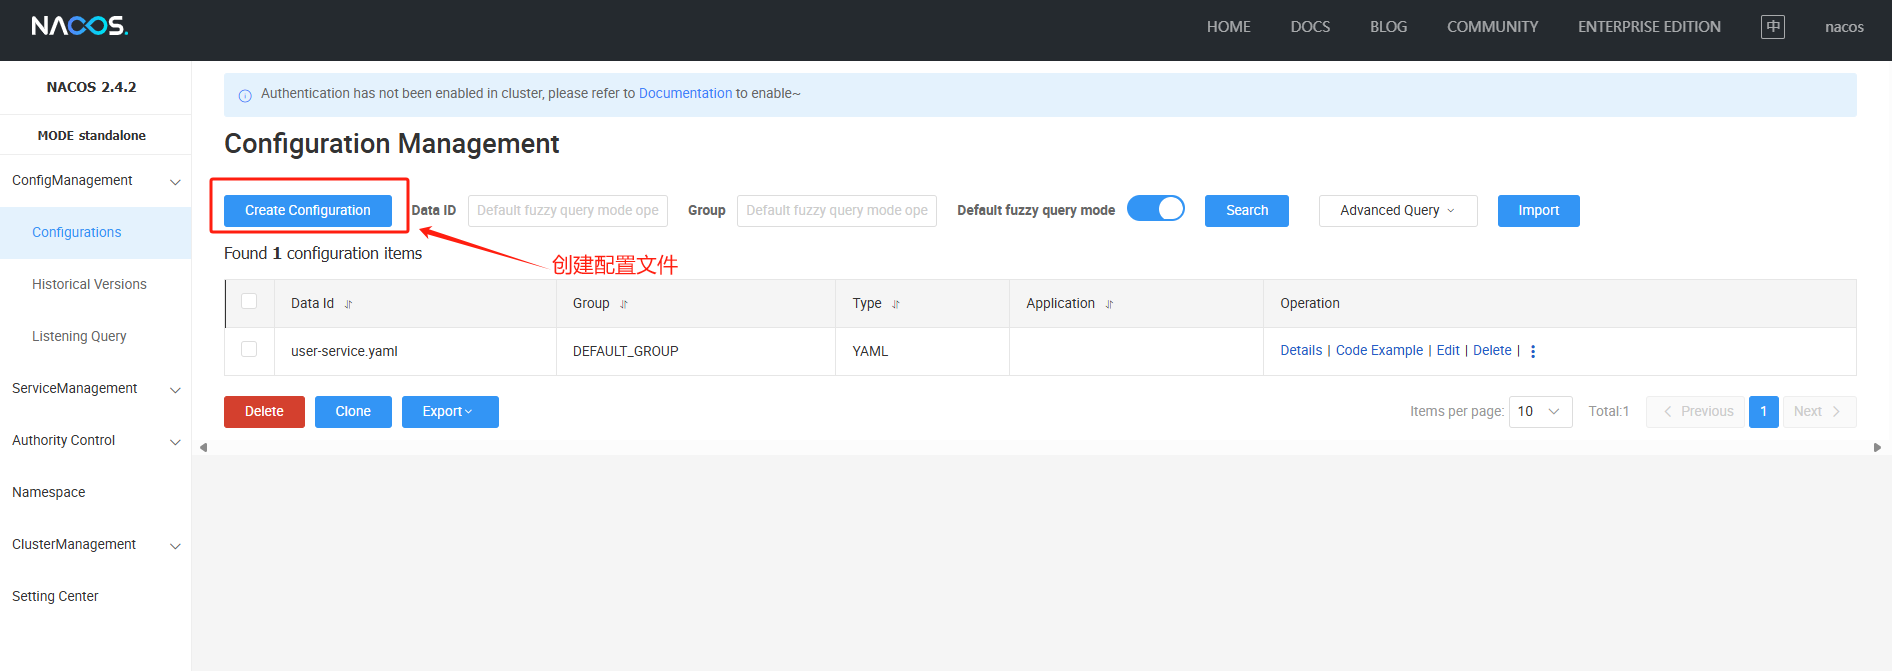 NACOS.
HOME DOCS BLOG COMMUNITY ENTERPRISE EDITION 中 nacos
NACOS 2.4.2
MODE standalone
ConfigManagement
Configurations
Historical Versions
Listening Query
ServiceManagement
Authority Control
Namespace
ClusterManagement
Setting Center
Authentication has not been enabled in cluster, please refer to Documentation to enable~
Configuration Management
Create Configuration Data ID Default fuzzy query mode ope Group Default fuzzy query mode ope Default fuzzy query mode Search Advanced Query Import
Found 1 configuration items
创建配置文件
Data Id Group Type Application Operation
user-service.yaml DEFAULT_GROUP YAML Details | Code Example | Edit | Delete |
Delete Clone Export Items per page: 10 Total:1 Previous 1 Next